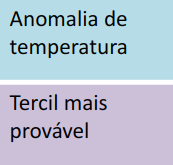 Anomalia de
temperatura
Tercil mais
provável